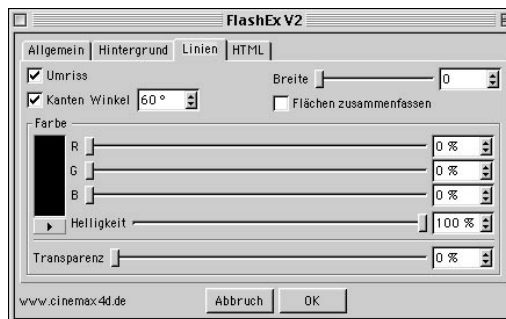 FlashEx V2
Allgemein Hintergrund Linien HTML
Umriss Breite 0
Kanten Winkel 60° Flächen zusammenfassen
Farbe
R 0 %
G 0 %
B 0 %
Helligkeit 100 %
Transparenz 0 %
www.cinemax4d.de Abbruch OK